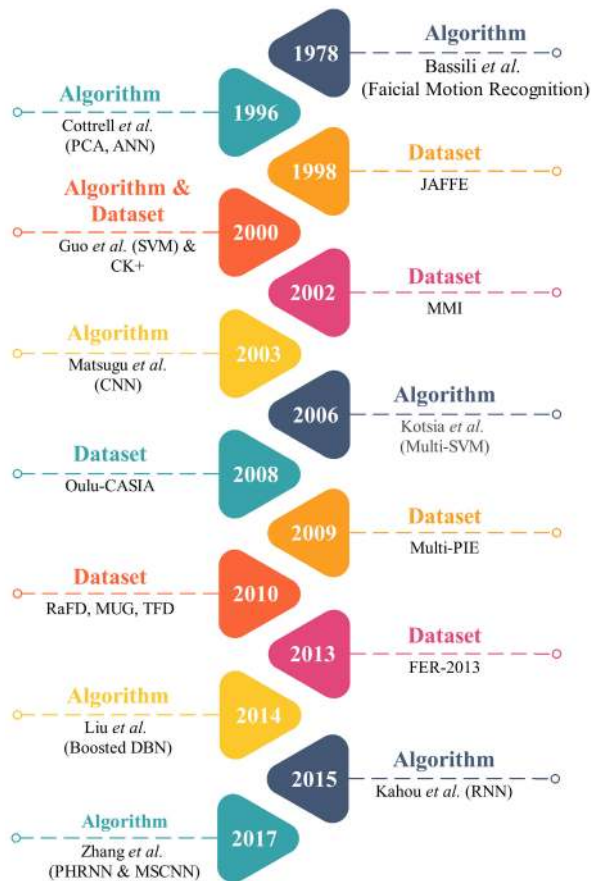 1978
Algorithm
Bassili et al.
(Faicial Motion Recognition)
Algorithm
1996
Cottrell et al.
(PCA, ANN)
Dataset
1998
JAFFE
Algorithm &
Dataset
2000
Guo et al. (SVM) &
CK+
Dataset
2002
MMI
Algorithm
2003
Matsugu et al.
(CNN)
Algorithm
2006
Kotsia et al.
(Multi-SVM)
Dataset
2008
Oulu-CASIA
Dataset
2009
Multi-PIE
Dataset
2010
RaFD, MUG, TFD
Dataset
2013
FER-2013
Algorithm
2014
Liu et al.
(Boosted DBN)
Algorithm
2015
Kahou et al. (RNN)
Algorithm
2017
Zhang et al.
(PHRNN & MSCNN)